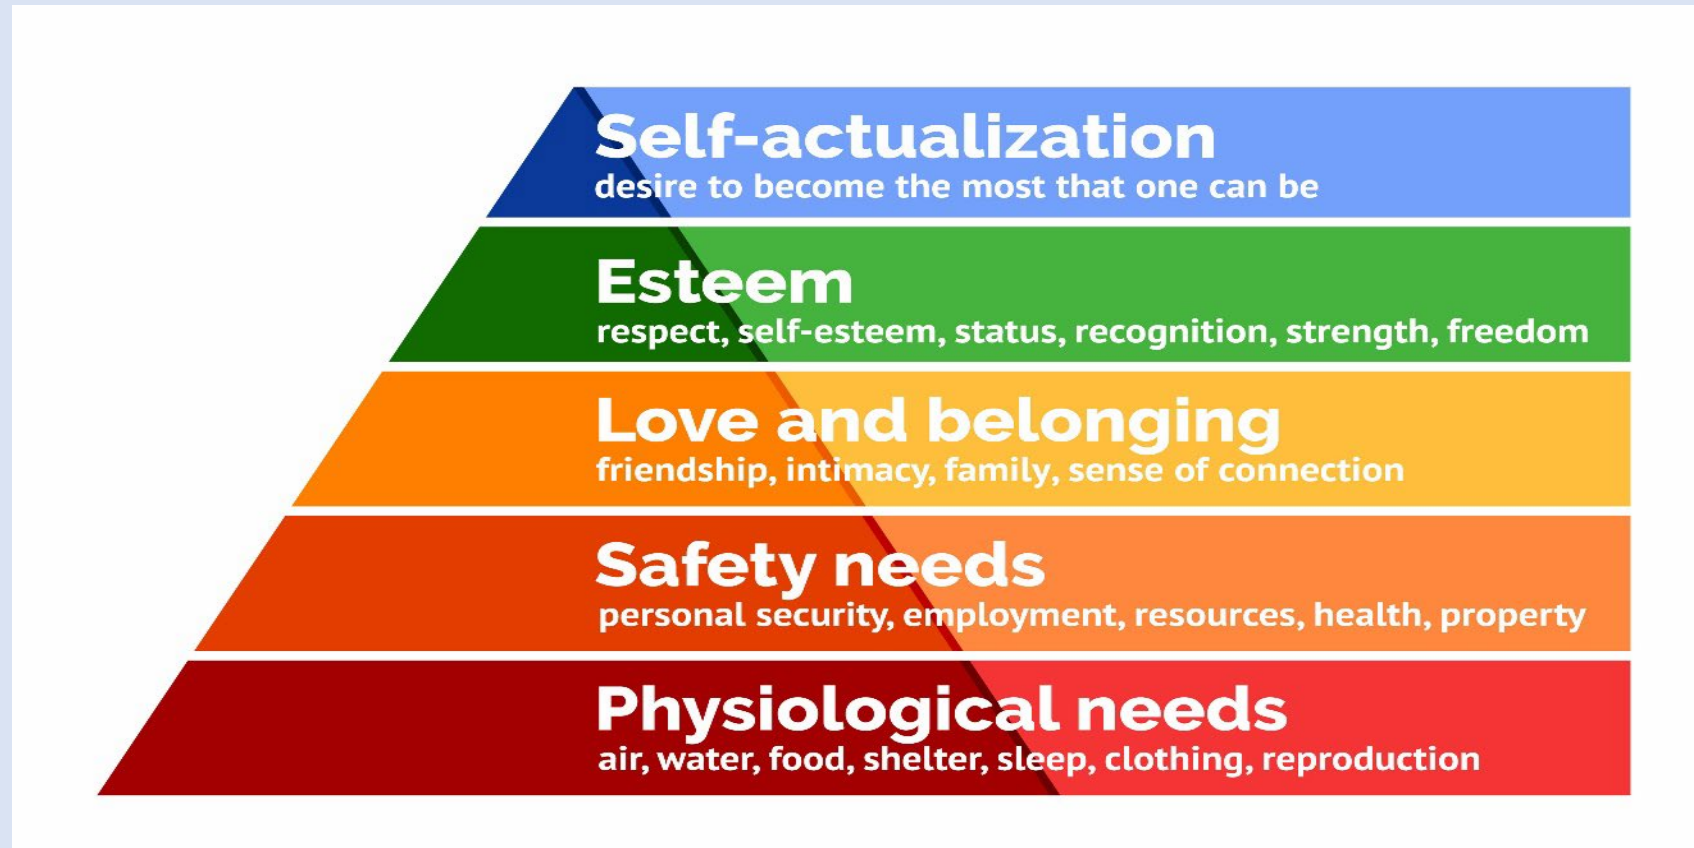 Self-actualization
desire to become the most that one can be
Esteem
respect, self-esteem, status, recognition, strength, freedom
Love and belonging
friendship, intimacy, family, sense of connection
Safety needs
personal security, employment, resources, health, property
Physiological needs
air, water, food, shelter, sleep, clothing, reproduction